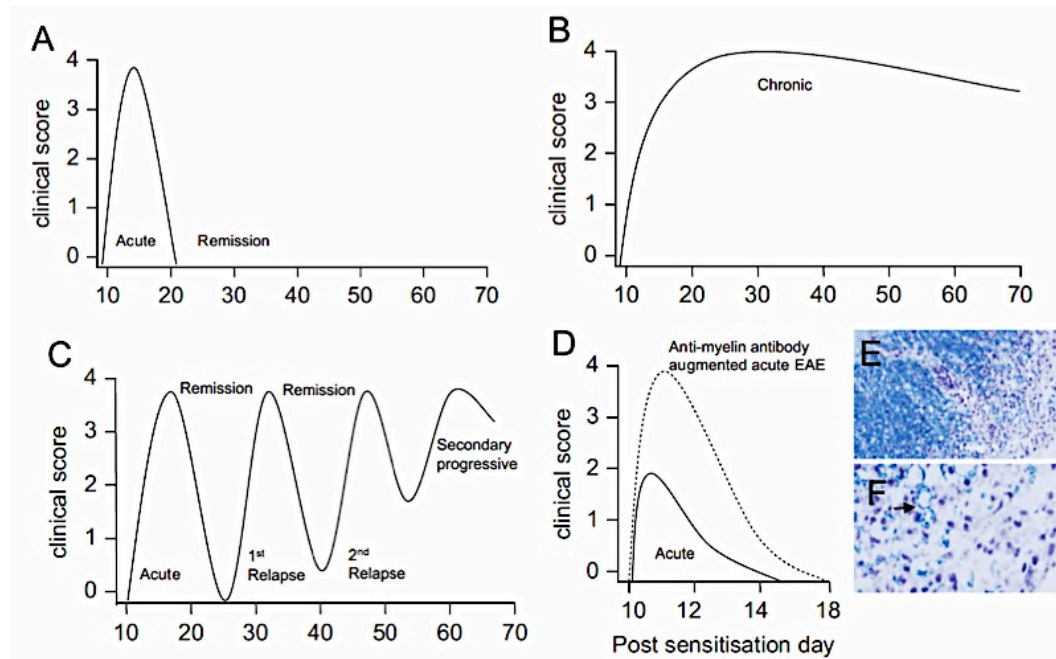 A
clinical score
4
3
2
1
0
Acute
Remission
10 20 30 40 50 60 70
B
clinical score
4
3
2
1
0
Chronic
10 20 30 40 50 60 70
C
clinical score
4
3
2
1
0
Remission
Remission
Secondary
progressive
Acute
1st
Relapse
2nd
Relapse
10 20 30 40 50 60 70
D
clinical score
4
3
2
1
0
Anti-myelin antibody
augmented acute EAE
Acute
10 12 14 18
Post sensitisation day
E
F